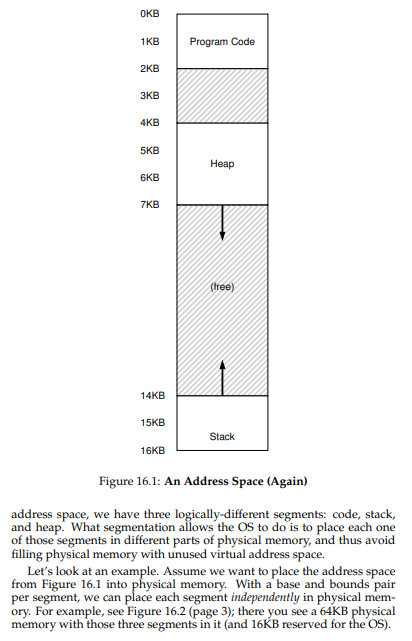 0KB
1KB
Program Code
2KB
3KB
4KB
5KB
Heap
6KB
7KB
(free)
14KB
15KB
Stack
16KB
Figure 16.1: An Address Space (Again)
address space, we have three logically-different segments: code, stack,
and heap. What segmentation allows the OS to do is to place each one
of those segments in different parts of physical memory, and thus avoid
filling physical memory with unused virtual address space.
Let's look at an example. Assume we want to place the address space
from Figure 16.1 into physical memory. With a base and bounds pair
per segment, we can place each segment independently in physical mem-
ory. For example, see Figure 16.2 (page 3); there you see a 64KB physical
memory with those three segments in it (and 16KB reserved for the OS).